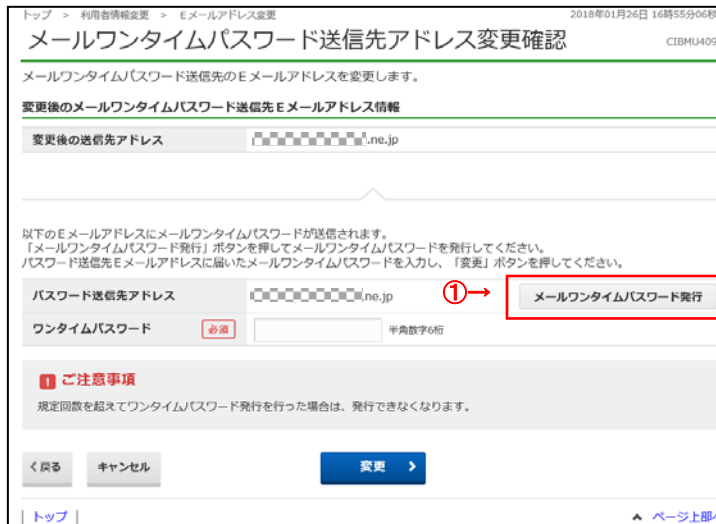 トップ > 利用者情報変更 > Eメールアドレス変更 2018年01月26日 16時55分06秒
メールワンタイムパスワード送信先アドレス変更確認 CIBMU409
メールワンタイムパスワード送信先のEメールアドレスを変更します。
変更後のメールワンタイムパスワード送信先Eメールアドレス情報
変更後の送信先アドレス .ne.jp
以下のEメールアドレスにメールワンタイムパスワードが送信されます。
「メールワンタイムパスワード発行」ボタンを押してメールワンタイムパスワードを発行してください。
パスワード送信先Eメールアドレスに届いたメールワンタイムパスワードを入力し、「変更」ボタンを押してください。
パスワード送信先アドレス .ne.jp ①→ メールワンタイムパスワード発行
ワンタイムパスワード 必須 半角数字6桁
! ご注意事項
規定回数を超えてワンタイムパスワード発行を行った場合は、発行できなくなります。
< 戻る キャンセル 変更 >
| トップ | ページ上部へ